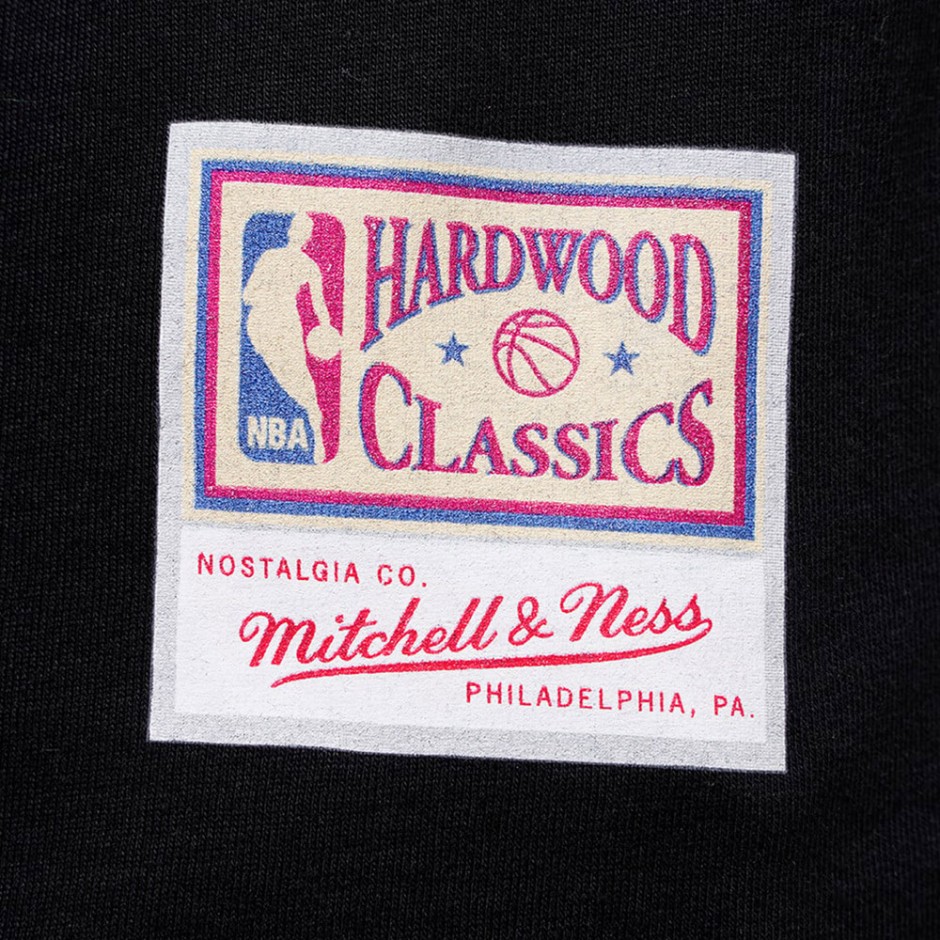 HARDWOOD
CLASSICS
NBA
NOSTALGIA CO.
Mitchell & Ness
PHILADELPHIA, PA.